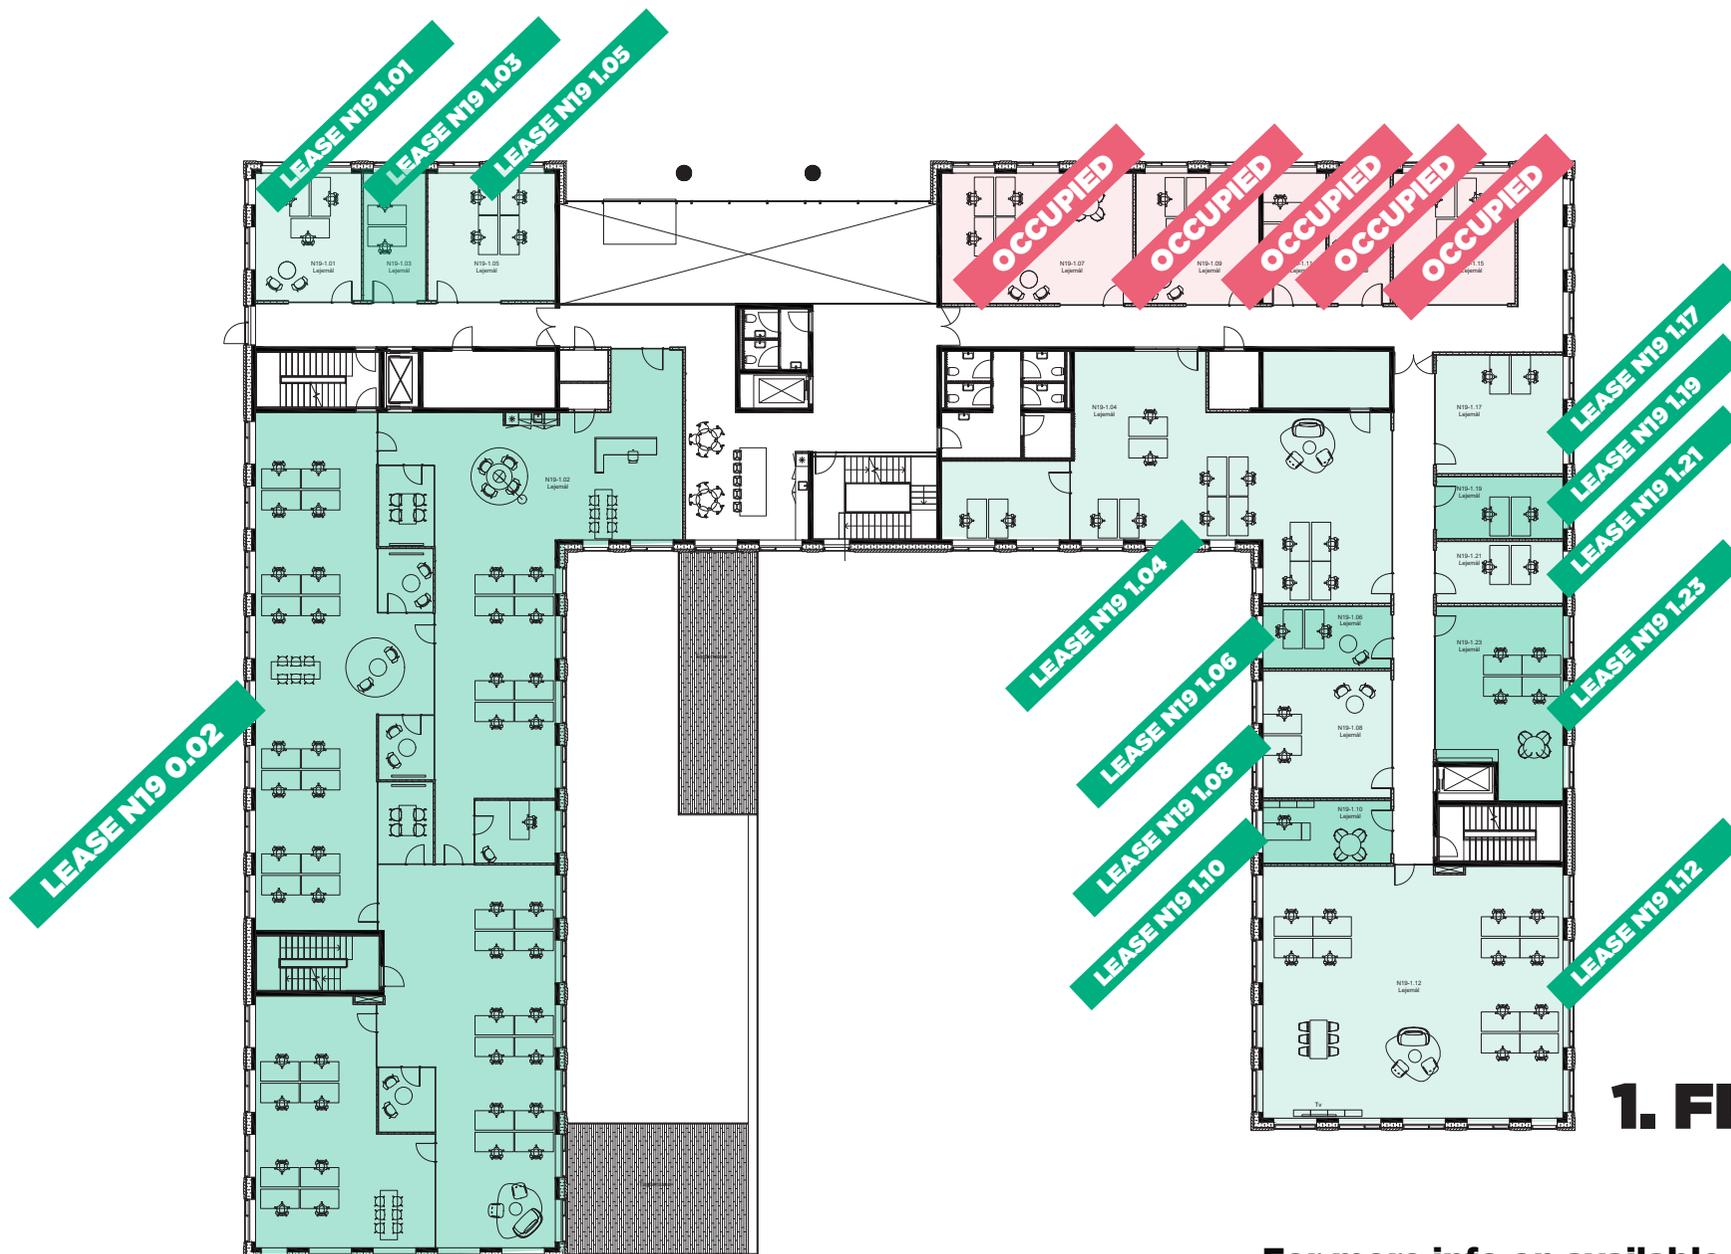 LEASE N19 1.01
LEASE N19 1.03
LEASE N19 1.05
OCCUPIED
OCCUPIED
OCCUPIED
OCCUPIED
OCCUPIED
N19-1.01
Lejemål
N19-1.03
Lejemål
N19-1.05
Lejemål
N19-1.07
Lejemål
N19-1.09
Lejemål
LEASE N19 1.17
LEASE N19 1.19
LEASE N19 1.21
LEASE N19 1.23
N19-1.04
Lejemål
N19-1.17
Lejemål
N19-1.02
Lejemål
N19-1.19
Lejemål
N19-1.21
Lejemål
LEASE N19 1.04
N19-1.06
Lejemål
N19-1.23
Lejemål
LEASE N19 1.06
N19-1.08
Lejemål
LEASE N19 0.02
LEASE N19 1.08
N19-1.10
Lejemål
LEASE N19 1.10
LEASE N19 1.12
N19-1.12
Lejemål
Tv
1. Fl